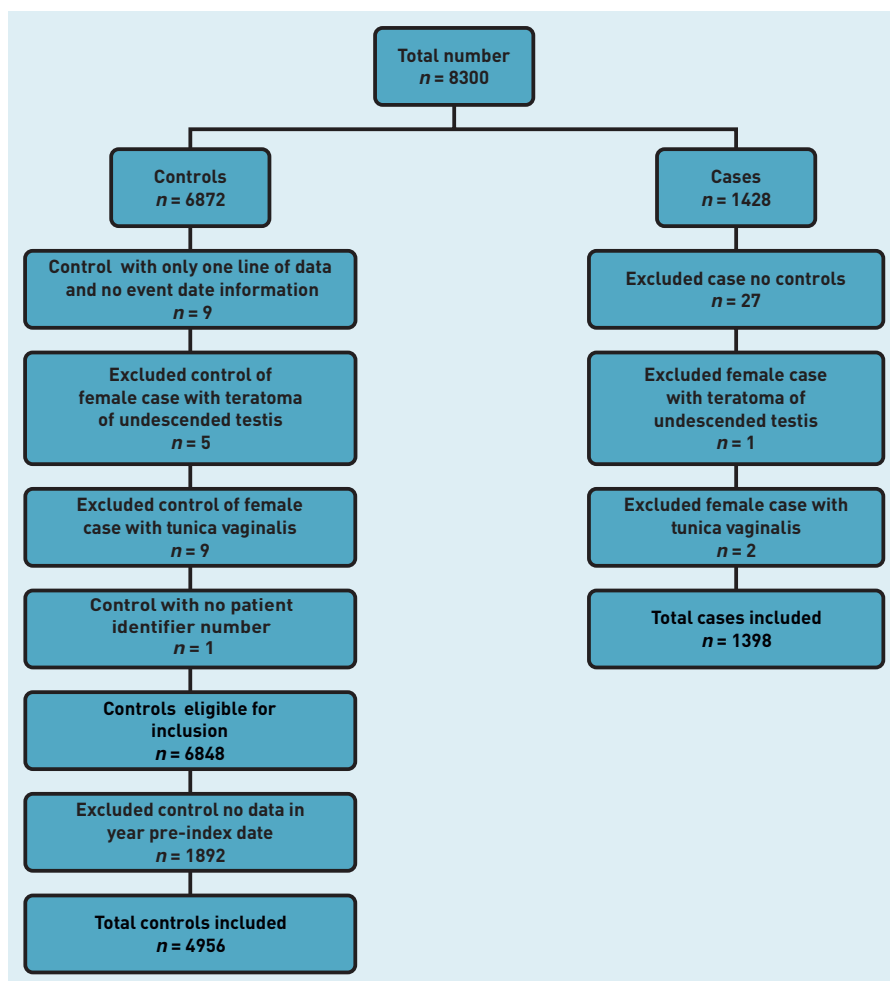 Total number
n = 8300
Controls
n = 6872
Control with only one line of data
and no event date information
n = 9
Excluded control of
female case with teratoma
of undescended testis
n = 5
Excluded control of female
case with tunica vaginalis
n = 9
Control with no patient
identifier number
n = 1
Controls eligible for
inclusion
n = 6848
Excluded control no data in
year pre-index date
n = 1892
Total controls included
n = 4956
Cases
n = 1428
Excluded case no controls
n = 27
Excluded female case
with teratoma of
undescended testis
n = 1
Excluded female case with
tunica vaginalis
n = 2
Total cases included
n = 1398